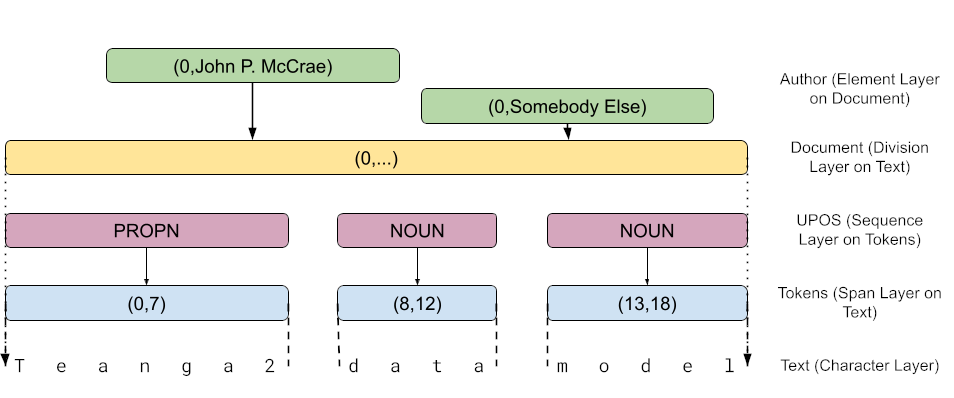 (0,John P. McCrae)
(0,Somebody Else)
Author (Element Layer
on Document)
(0,...)
Document (Division
Layer on Text)
PROPN
NOUN
NOUN
UPOS (Sequence
Layer on Tokens)
(0,7)
(8,12)
(13,18)
Tokens (Span Layer on
Text)
T e a n g a 2 d a t a m o d e l
Text (Character Layer)